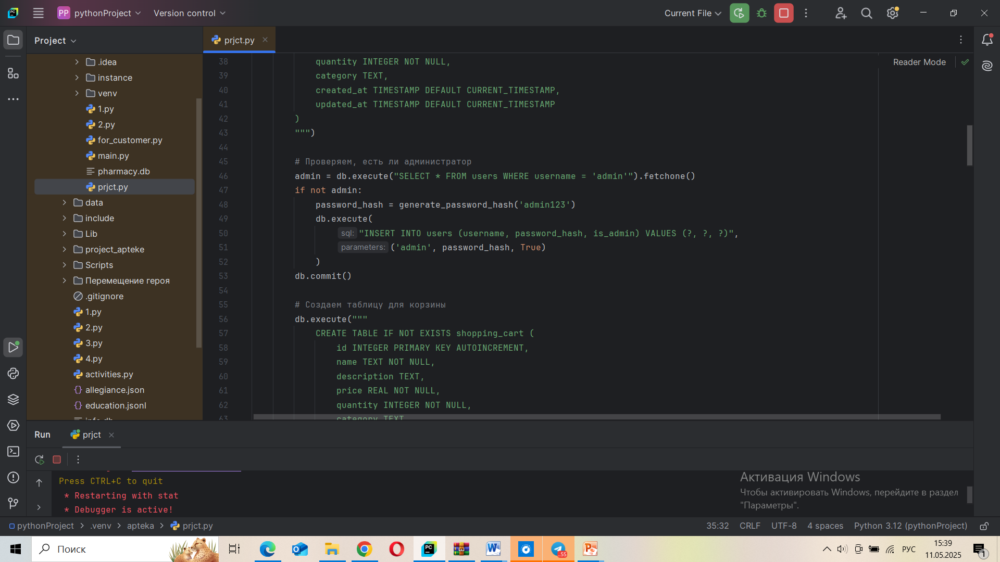 PP pythonProject Version control Current File
Project
prjct.py
.idea
instance
venv
1.py
2.py
for_customer.py
main.py
pharmacy.db
prjct.py
data
include
Lib
project_apteke
Scripts
Перемещение героя
.gitignore
1.py
2.py
3.py
4.py
activities.py
allegiance.json
education.jsonl
info.db
Reader Mode
38 quantity INTEGER NOT NULL,
39 category TEXT,
40 created_at TIMESTAMP DEFAULT CURRENT_TIMESTAMP,
41 updated_at TIMESTAMP DEFAULT CURRENT_TIMESTAMP
42 )
43 """)
44
45 # Проверяем, есть ли администратор
46 admin = db.execute("SELECT * FROM users WHERE username = 'admin'").fetchone()
47 if not admin:
48 password_hash = generate_password_hash('admin123')
49 db.execute(
50 sql: "INSERT INTO users (username, password_hash, is_admin) VALUES (?, ?, ?)",
51 parameters: ('admin', password_hash, True)
52 )
53 db.commit()
54
55 # Создаем таблицу для корзины
56 db.execute("""
57 CREATE TABLE IF NOT EXISTS shopping_cart (
58 id INTEGER PRIMARY KEY AUTOINCREMENT,
59 name TEXT NOT NULL,
60 description TEXT,
61 price REAL NOT NULL,
62 quantity INTEGER NOT NULL,
63 category TEXT
Run prjct
Press CTRL+C to quit
* Restarting with stat
* Debugger is active!
Активация Windows
Чтобы активировать Windows, перейдите в раздел
"Параметры".
pythonProject > .venv > apteka > prjct.py 35:32 CRLF UTF-8 4 spaces Python 3.12 (pythonProject)
Поиск
PC
W
..55
P
РУС
15:39
11.05.2025
1